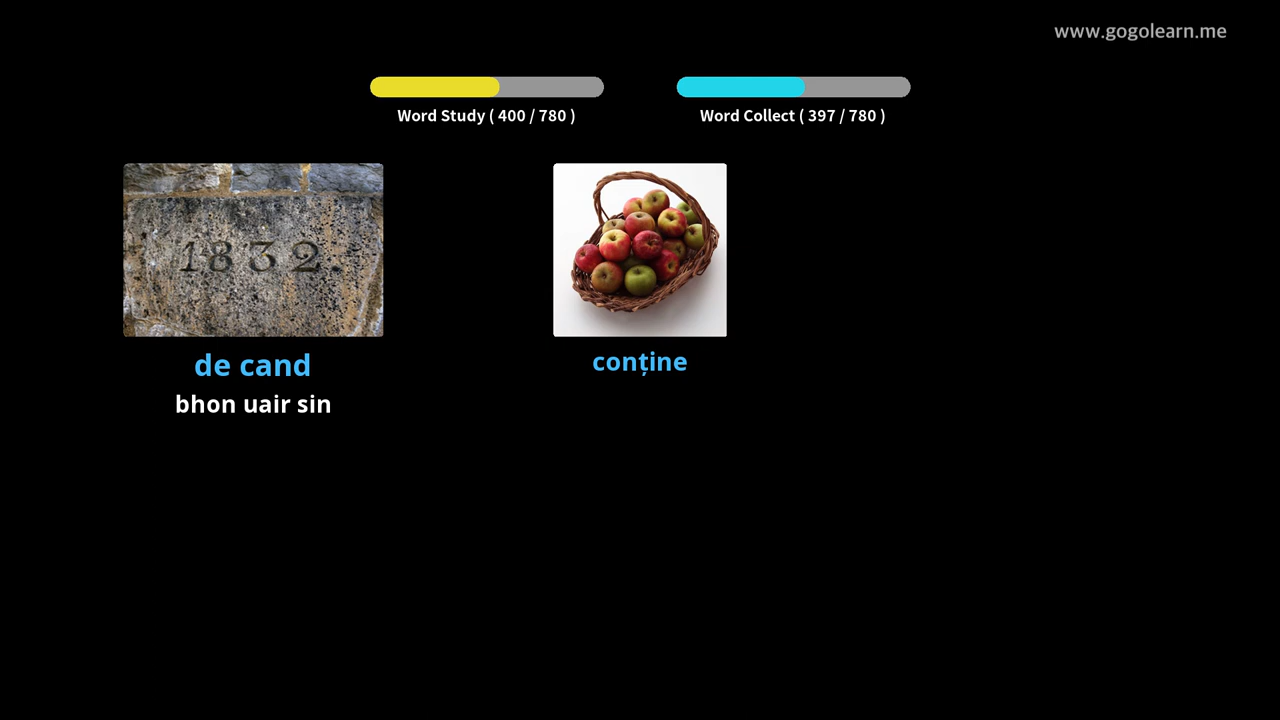 www.gogolearn.me
Word Study ( 400 / 780 )
Word Collect ( 397 / 780 )
1832.
de cand
bhon uair sin
conține